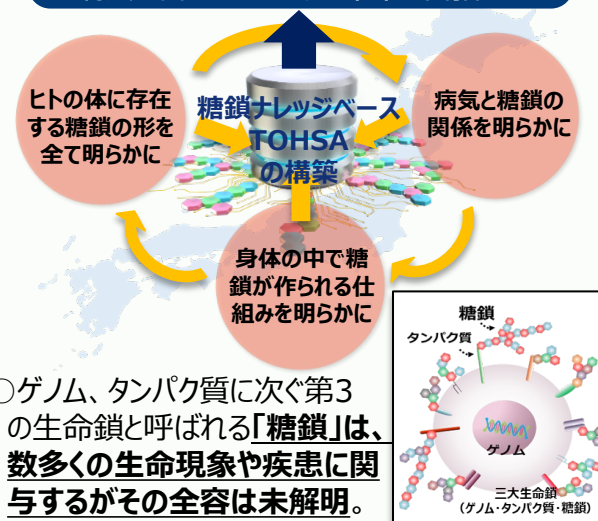 ヒトの体に存在
する糖鎖の形を
全て明らかに
糖鎖ナレッジベース
TOHSA
の構築
病気と糖鎖の
関係を明らかに
身体の中で糖
鎖が作られる仕
組みを明らかに
糖鎖
タンパク質
ゲノム
三大生命鎖
(ゲノム・タンパク質・糖鎖)
○ゲノム、タンパク質に次ぐ第3
の生命鎖と呼ばれる「糖鎖」は、
数多くの生命現象や疾患に関
与するがその全容は未解明。